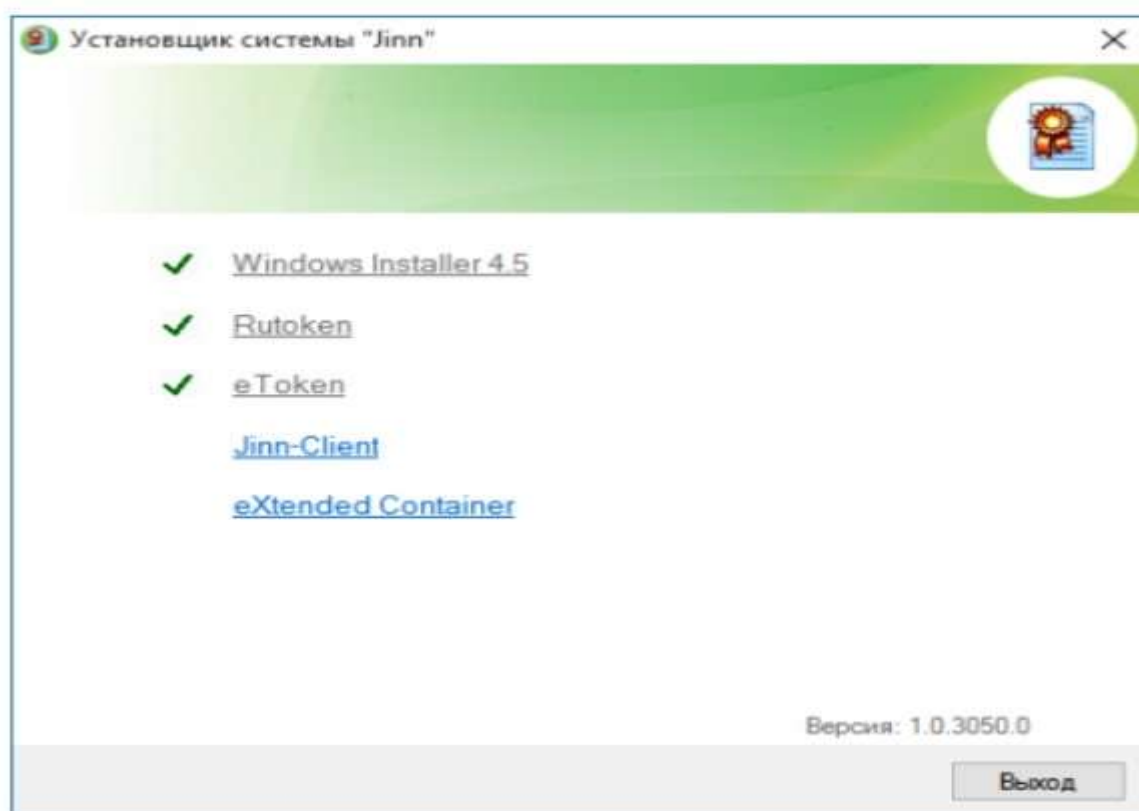 Установщик системы "Jinn"
Windows Installer 4.5
Rutoken
eToken
Jinn-Client
eXtended Container
Версия: 1.0.3050.0
Выход